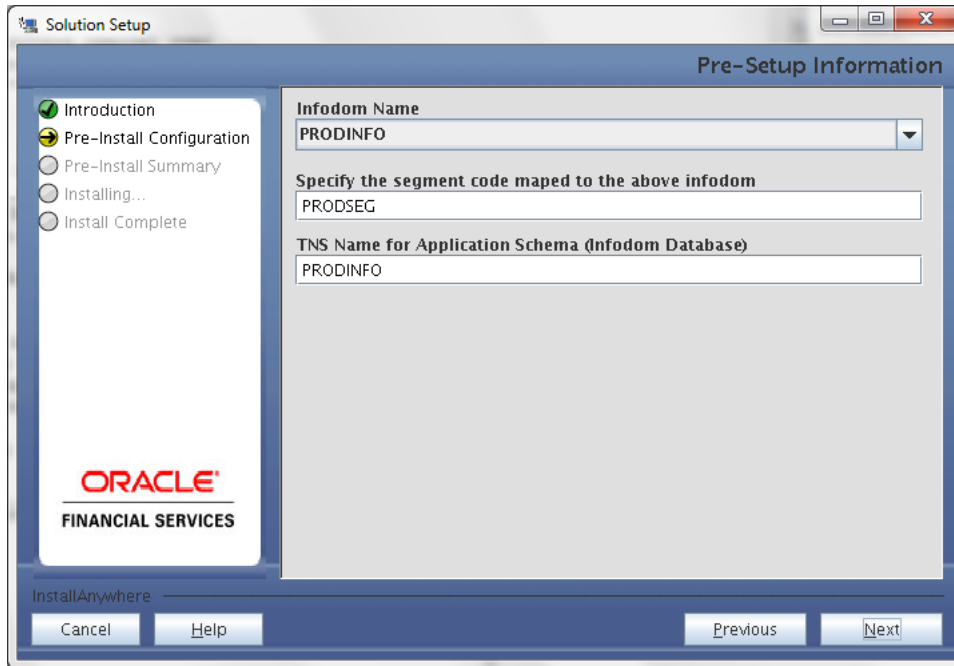 Solution Setup
Pre-Setup Information
Introduction
Pre-Install Configuration
Pre-Install Summary
Installing...
Install Complete
ORACLE®
FINANCIAL SERVICES
Infodom Name
PRODINFO
Specify the segment code maped to the above infodom
PRODSEG
TNS Name for Application Schema (Infodom Database)
PRODINFO
InstallAnywhere
Cancel
Help
Previous
Next